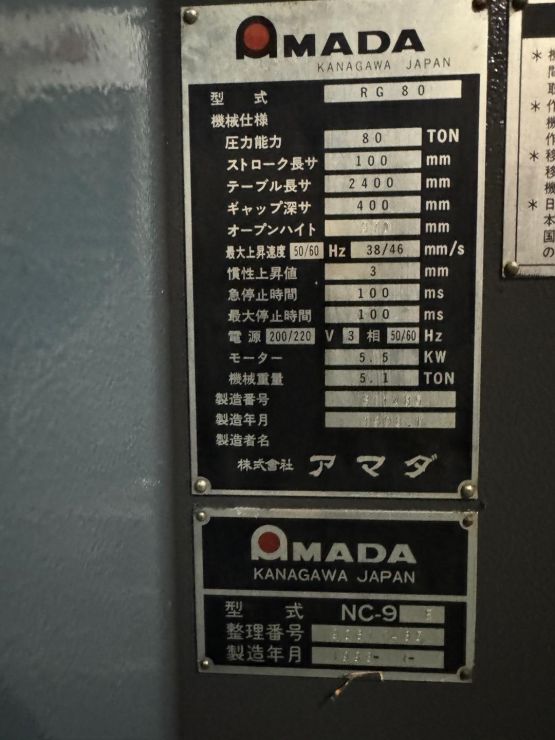 AMADA
KANAGAWA JAPAN
型式 RG 80
機械仕様
圧力能力 80 TON
ストローク長サ 100 mm
テーブル長サ 2400 mm
ギャップ深サ 400 mm
オープンハイト mm
最大上昇速度 50/60 Hz 38/46 mm/s
慣性上昇値 3 mm
急停止時間 100 ms
最大停止時間 100 ms
電源 200/220 V 3 相 50/60 Hz
モーター 5.5 KW
機械重量 5.1 TON
製造番号
製造年月
製造者名
株式会社 アマダ
AMADA
KANAGAWA JAPAN
型式 NC-9
整理番号
製造年月